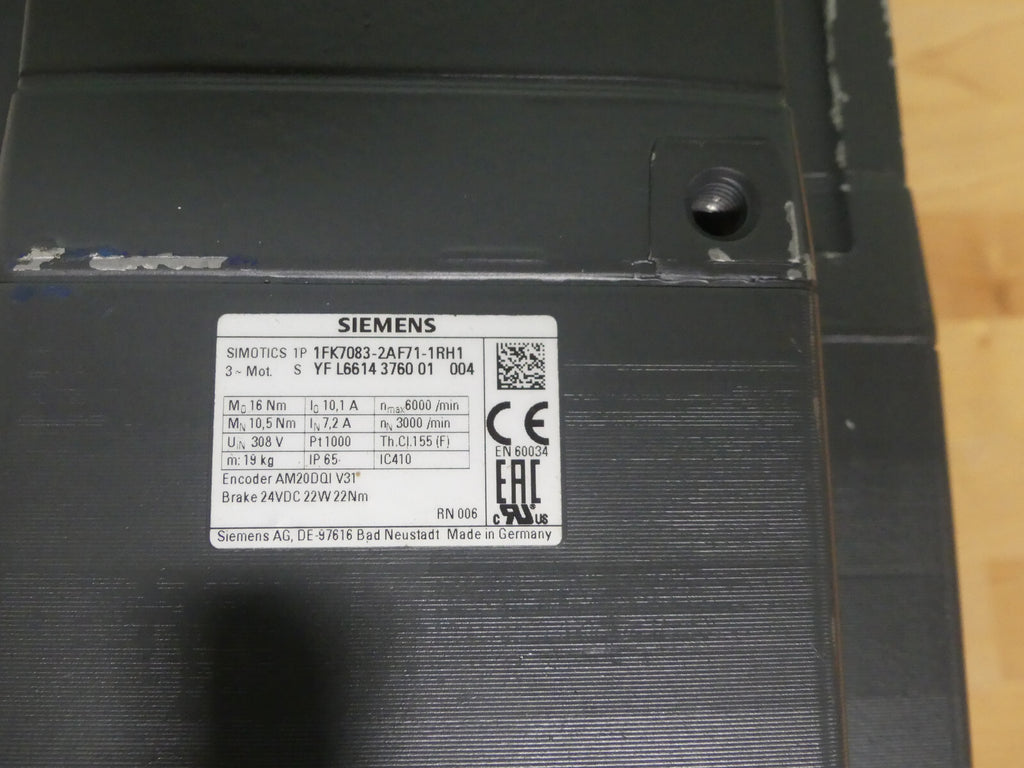 SIEMENS
SIMOTICS 1P 1FK7083-2AF71-1RH1
3 ~ Mot. S YF L6614 3760 01 004
M0 16 Nm I0 10,1 A nmax 6000 /min
MN 10,5 Nm IN 7,2 A nN 3000 /min
UIN 308 V Pt1000 Th.Cl.155 (F)
m: 19 kg IP 65 IC410
Encoder AM20DQI V31
Brake 24VDC 22W 22Nm
RN 006
CE
EN 60034
EAC
c RU US
Siemens AG, DE-97616 Bad Neustadt Made in Germany